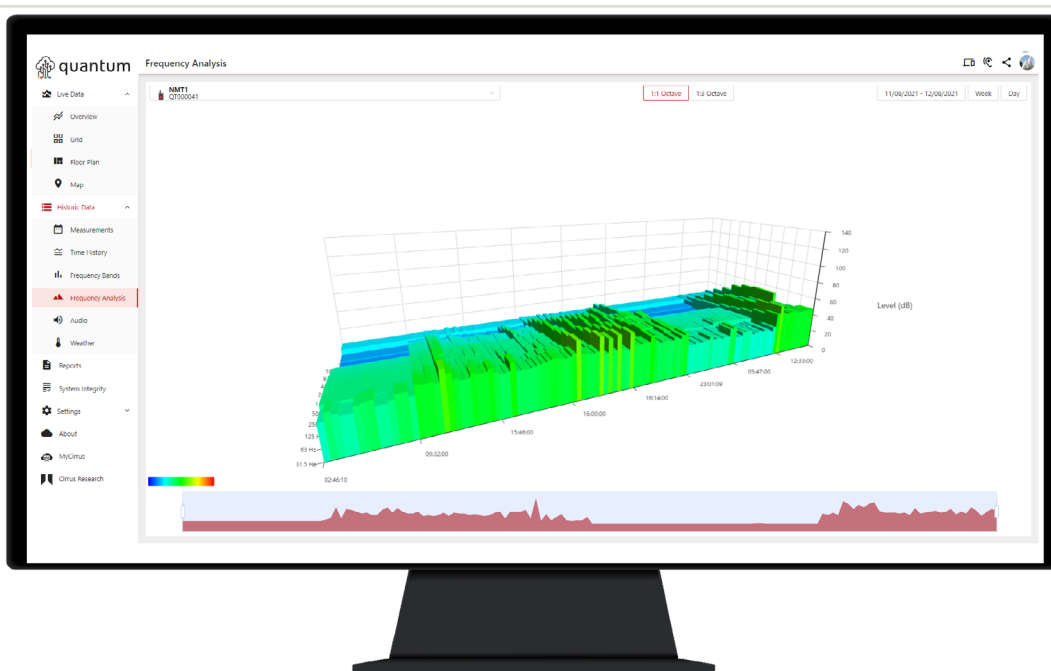 quantum
Frequency Analysis
Live Data
Overview
Grid
Floor Plan
Map
Historic Data
Measurements
Time History
Frequency Bands
Frequency Analysis
Audio
Weather
Reports
System Integrity
Settings
About
MyCirrus
Cirrus Research
NMT1
QT900041
1:1 Octave
1:3 Octave
11/08/2021 - 12/08/2021
Week
Day
140
120
100
80
60
40
20
0
Level (dB)
125
63 Hz
31.5 Hz
02:46:10
09:32:00
15:46:00
16:00:00
16:14:00
23:01:09
05:47:00
12:33:00